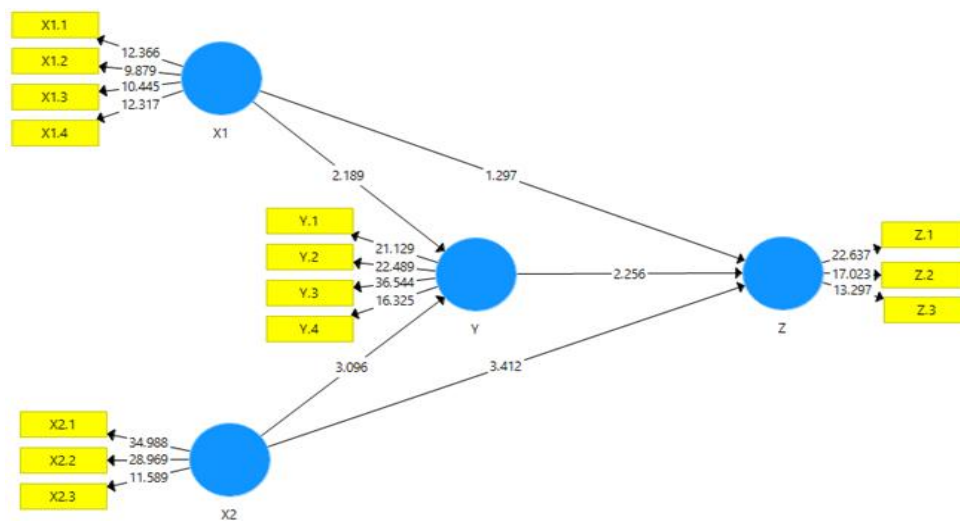 X1.1
X1.2
X1.3
X1.4
12.366
9.879
10.445
12.317
X1
2.189
1.297
Y.1
Y.2
Y.3
Y.4
21.129
22.489
36.544
16.325
Y
2.256
Z.1
Z.2
Z.3
22.637
17.023
13.297
Z
3.096
3.412
X2.1
X2.2
X2.3
34.988
28.969
11.589
X2